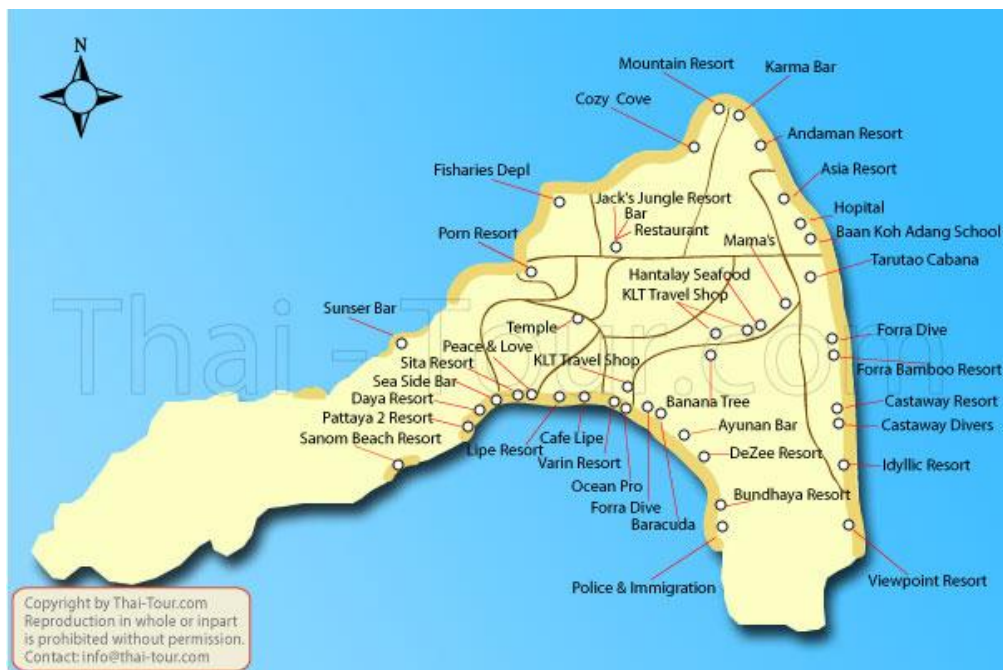 N
Mountain Resort
Karma Bar
Cozy Cove
Andaman Resort
Asia Resort
Fisharies Depl
Jack's Jungle Resort
Bar
Restaurant
Hopital
Baan Koh Adang School
Porn Resort
Mama's
Tarutao Cabana
Hantalay Seafood
KLT Travel Shop
Thai - Tour.com
Sunser Bar
Temple
Forra Dive
Peace & Love
KLT Travel Shop
Sita Resort
Forra Bamboo Resort
Sea Side Bar
Daya Resort
Banana Tree
Castaway Resort
Pattaya 2 Resort
Ayunan Bar
Castaway Divers
Sanom Beach Resort
Cafe Lipe
Lipe Resort
DeZee Resort
Varin Resort
Idyllic Resort
Ocean Pro
Bundhaya Resort
Forra Dive
Baracuda
Police & Immigration
Viewpoint Resort
Copyright by Thai-Tour.com
Reproduction in whole or inpart
is prohibited without permission.
Contact: info@thai-tour.com